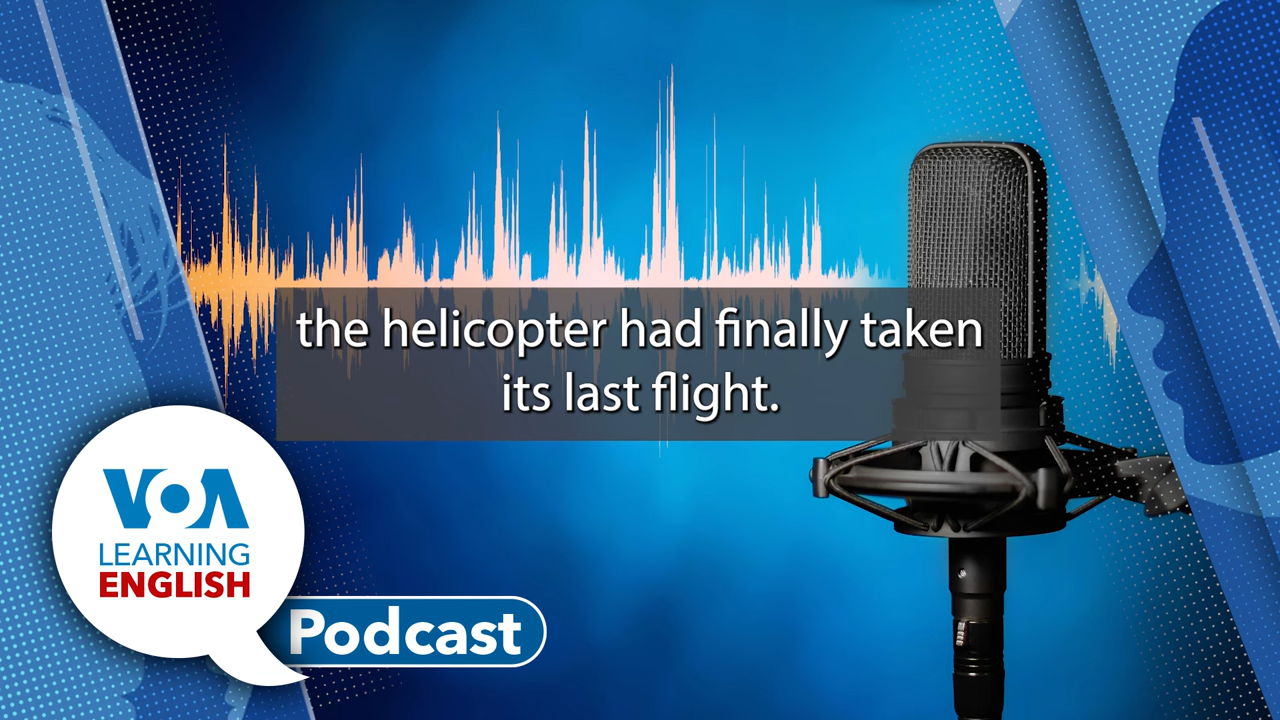 the helicopter had finally taken
its last flight.
VOA
LEARNING
ENGLISH
Podcast